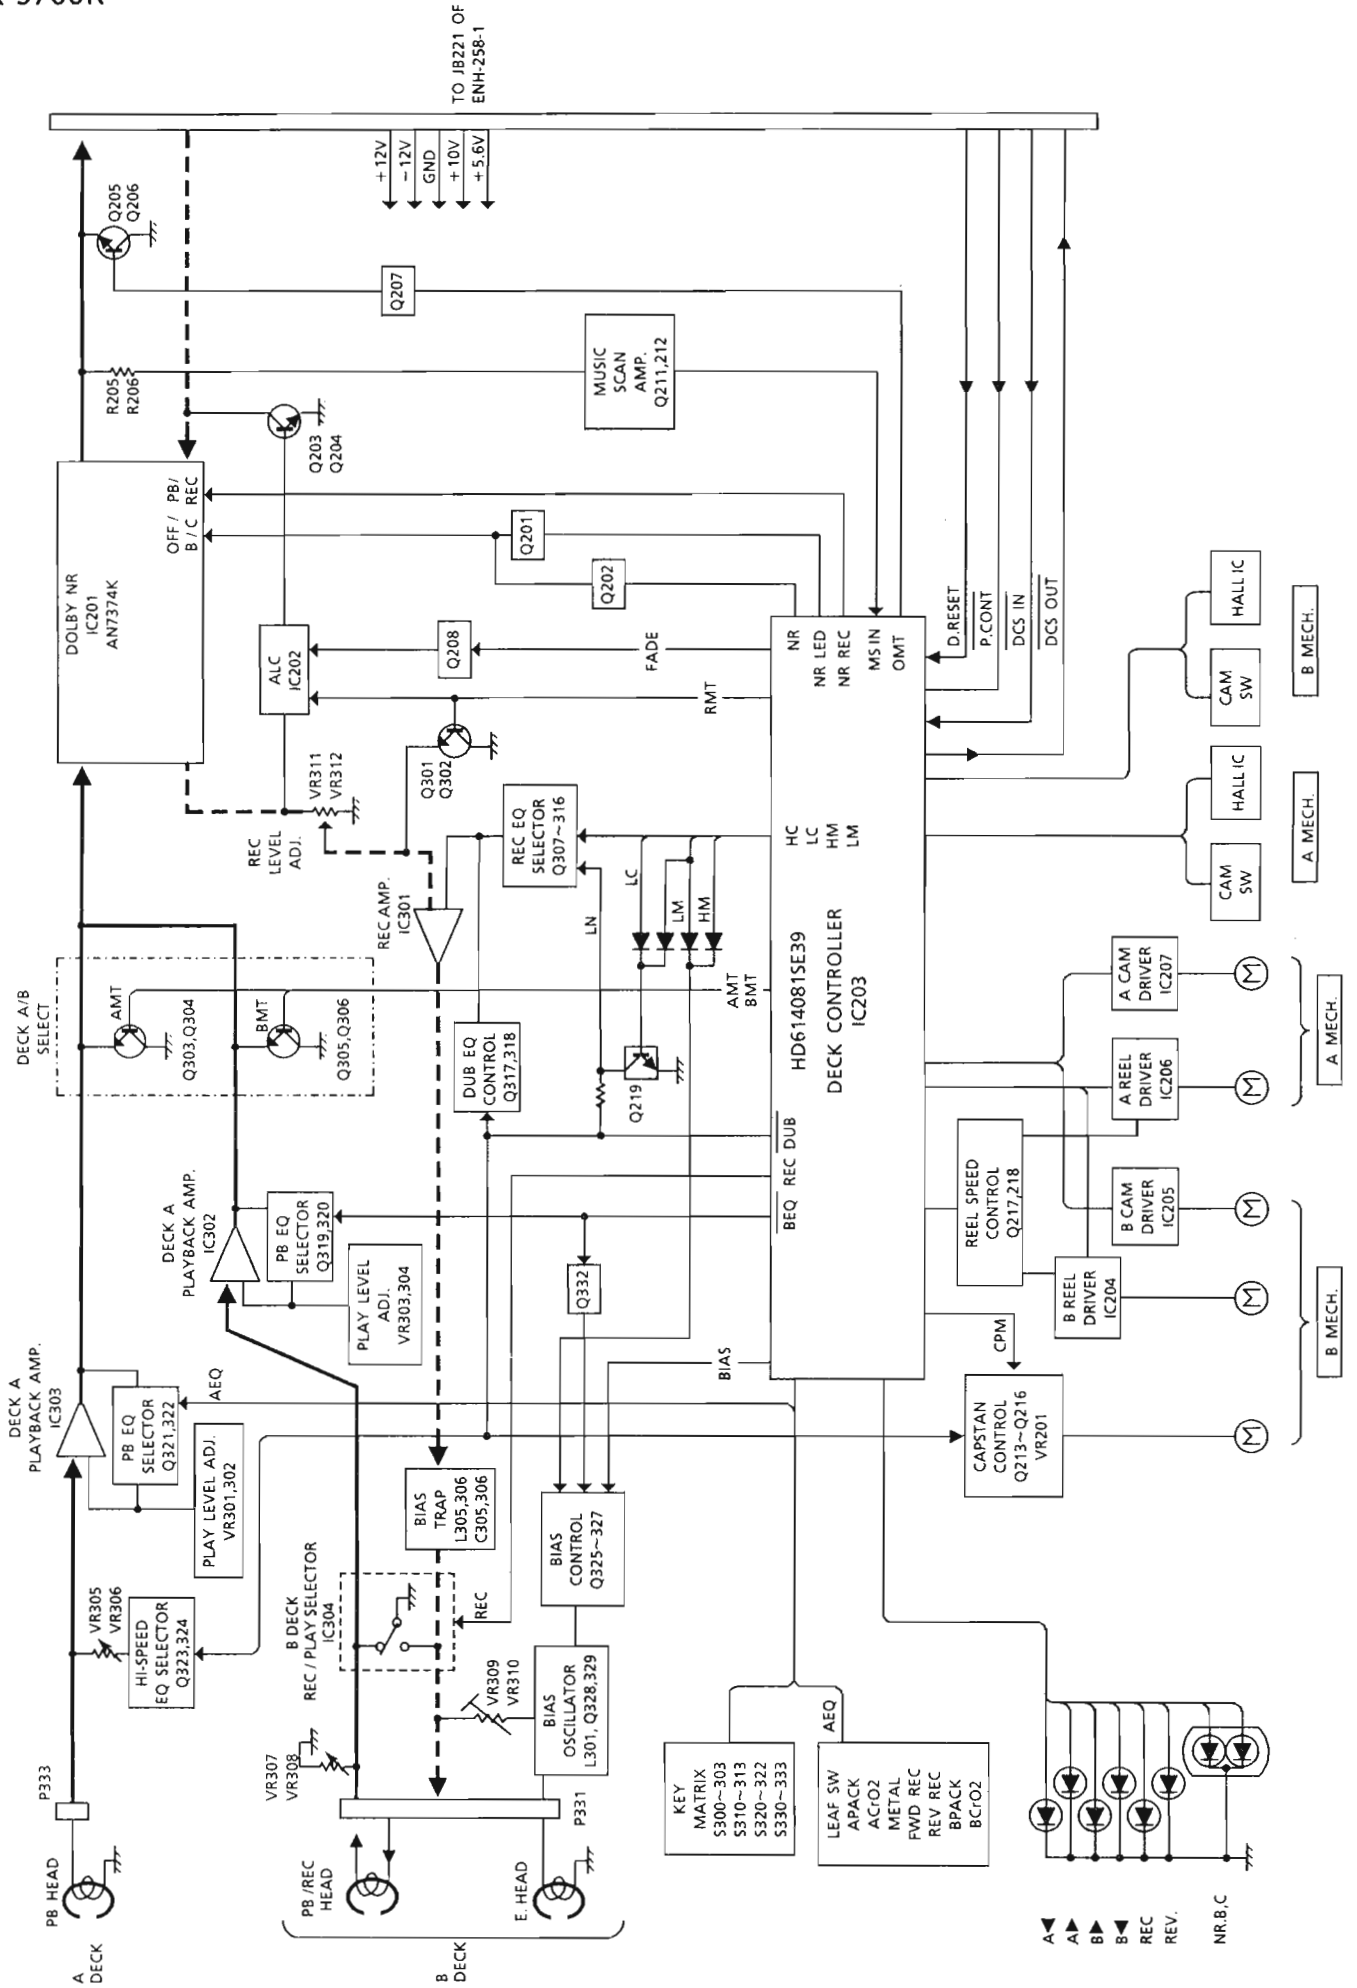 A
DECK
PB HEAD
P333
HI-SPEED
EQ SELECTOR
Q323,324
VR305
VR306
PLAY LEVEL ADJ.
VR301,302
PB EQ
SELECTOR
Q321,322
AEQ
DECK A
PLAYBACK AMP.
IC303
DECK A
PLAYBACK AMP.
IC302
PB EQ
SELECTOR
Q319,320
PLAY LEVEL
ADJ.
VR303,304
DECK A/B
SELECT
AMT
Q303,Q304
BMT
Q305,Q306
DOLBY NR
IC201
AN7374K
OFF/
B/C
PB/
REC
R205
R206
Q205
Q206
Q207
MUSIC
SCAN
AMP.
Q211,212
Q203
Q204
Q201
Q202
ALC
IC202
Q208
FADE
RMT
Q301
Q302
VR311
VR312
REC
LEVEL
ADJ.
REC AMP.
IC301
REC EQ
SELECTOR
Q307~316
LN
LC
LM
HM
DUB EQ
CONTROL
Q317,318
Q219
AMT
BMT
+12V
~12V
GND
+10V
+5.6V
TO JB221 OF
ENH-258-1
B
DECK
PB/REC
HEAD
E. HEAD
P331
VR307
VR308
B DECK
REC/PLAY SELECTOR
IC304
REC
VR309
VR310
BIAS
OSCILLATOR
L301, Q328,329
BIAS
TRAP
L305,306
C305,306
BIAS
CONTROL
Q325~327
Q332
BIAS
BEQ
REC
DUB
HD614081SE39
DECK CONTROLLER
IC203
HC
LC
HM
LM
NR
NR LED
NR REC
MS IN
OMT
D.RESET
P.CONT
DCS IN
DCS OUT
KEY
MATRIX
S300~303
S310~313
S320~322
S330~333
AEQ
LEAF SW
APACK
ACrO2
METAL
FWD REC
REV REC
BPACK
BCrO2
CPM
CAPSTAN
CONTROL
Q213~Q216
VR201
REEL SPEED
CONTROL
Q217,218
B REEL
DRIVER
IC204
B CAM
DRIVER
IC205
A REEL
DRIVER
IC206
A CAM
DRIVER
IC207
M
M
M
M
M
B MECH.
A MECH.
CAM
SW
HALL IC
A MECH.
CAM
SW
HALL IC
B MECH.
A◀
A▶
B▶
B◀
REC
REV.
NR.B,C